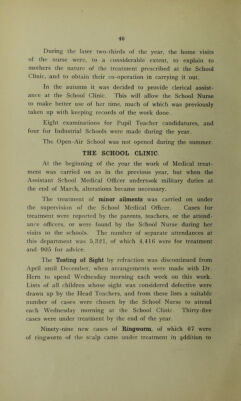 40
During the later two-thirds of the year, the home visits
of the nurse were, to a considerable extent, to explain to
mothers the nature of the treatment prescribed at the School
Clinic, and to obtain their co-operation in carrying it out.
In the autumn it was decided to provide clerical assist-
ance at the School Clinic. This will allow the School Nurse
to make better use of her time, much of which was previously
taken up with keeping records of the work done.
Eight examinations for Pupil Teacher candidatures, and
four for Industrial Schools were made during the year.
The Open-Air School was not opened during the summer.
THE SCHOOL CLINIC.
At the beginning of the year the work of Medical treat-
ment was carried on as in the previous year, but when the
Assistant School Medical Officer undertook military duties at
the end of March, alterations became necessary.
The treatment of minor ailments was carried on under
the supervision of the School Medical Officer. Cases for
treatment were reported by the parents, teachers, or the attend-
ance officers, or were found by the School Nurse during her
visits to the schools. The number of separate attendances at
this department was 5,321, of which 4,416 were for treatment
and 905 for advice.
The Testing of Sight by refraction was discontinued from
April until December, when arrangements were made with Dr.
Hern to spend Wednesday morning each week on this work.
Lists of all children whose sight was considered defective were
drawn up by the Head Teachers, and from these lists a suitable
number of cases were chosen by the School Nurse to attend
each Wednesday morning at the School Clinic. Thirty-five
cases were under treatment by the end of the year.
Ninety-nine new cases of Ringworm, of which 67 were
of ringworm of the scalp came under treatment in addition to